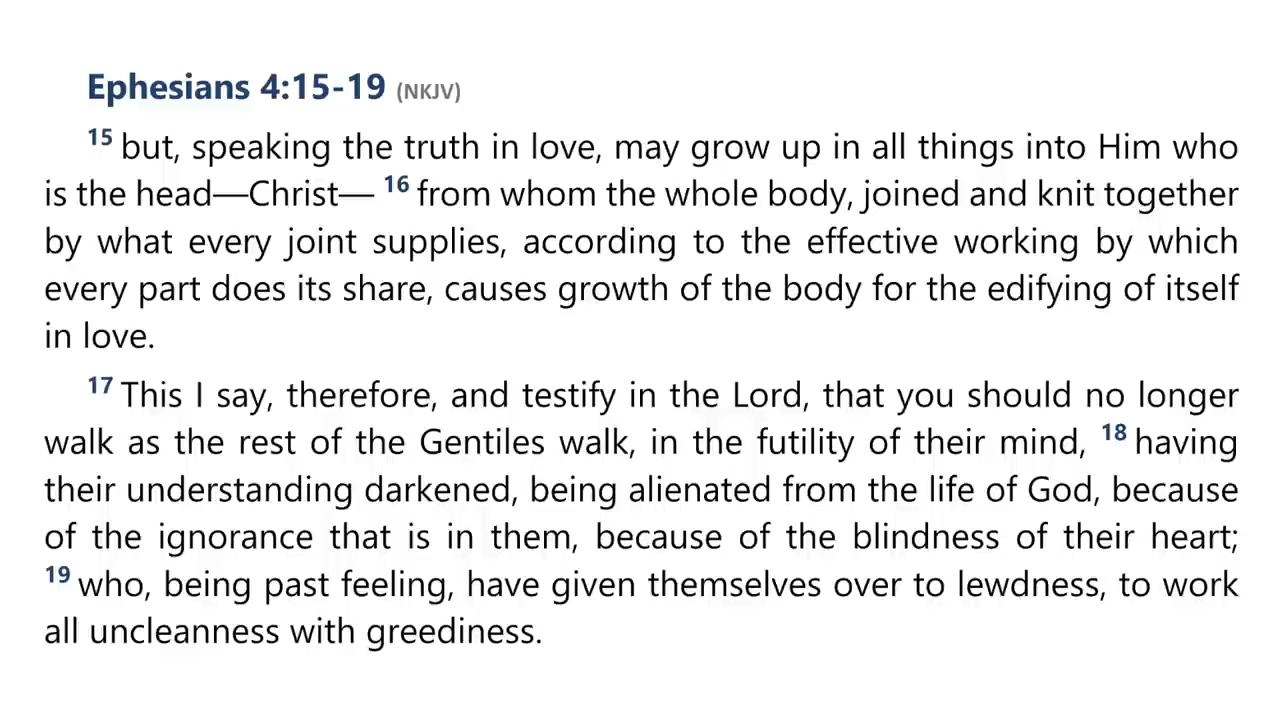 Ephesians 4:15-19 (NKJV)
15 but, speaking the truth in love, may grow up in all things into Him who
is the head—Christ— 16 from whom the whole body, joined and knit together
by what every joint supplies, according to the effective working by which
every part does its share, causes growth of the body for the edifying of itself
in love.
17 This I say, therefore, and testify in the Lord, that you should no longer
walk as the rest of the Gentiles walk, in the futility of their mind, 18 having
their understanding darkened, being alienated from the life of God, because
of the ignorance that is in them, because of the blindness of their heart;
19 who, being past feeling, have given themselves over to lewdness, to work
all uncleanness with greediness.